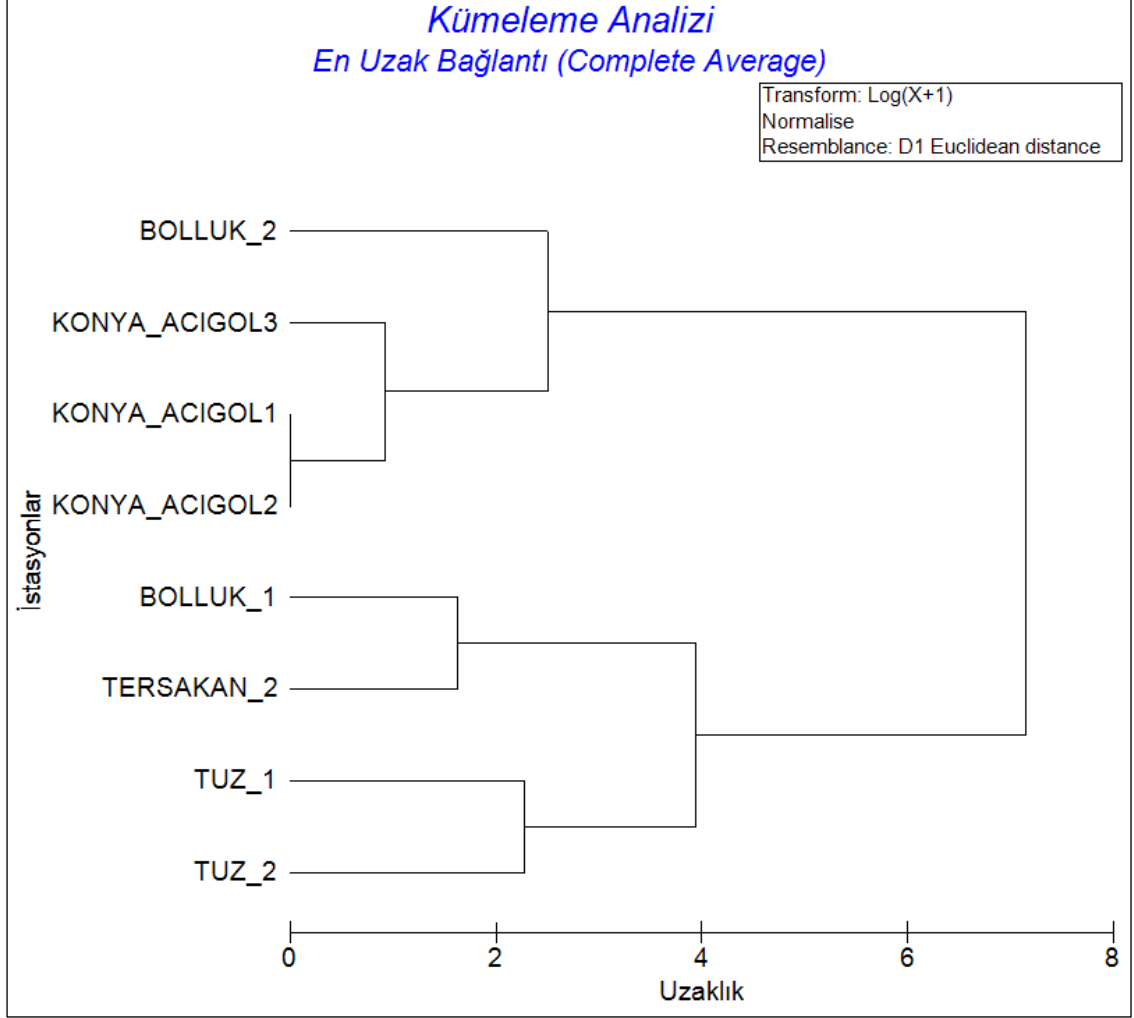 Kümeleme Analizi
En Uzak Bağlantı (Complete Average)
Transform: Log(X+1)
Normalise
Resemblance: D1 Euclidean distance
BOLLUK_2
KONYA_ACIGOL3
KONYA_ACIGOL1
KONYA_ACIGOL2
BOLLUK_1
TERSAKAN_2
TUZ_1
TUZ_2
İstasyonlar
0 2 4 6 8
Uzaklık